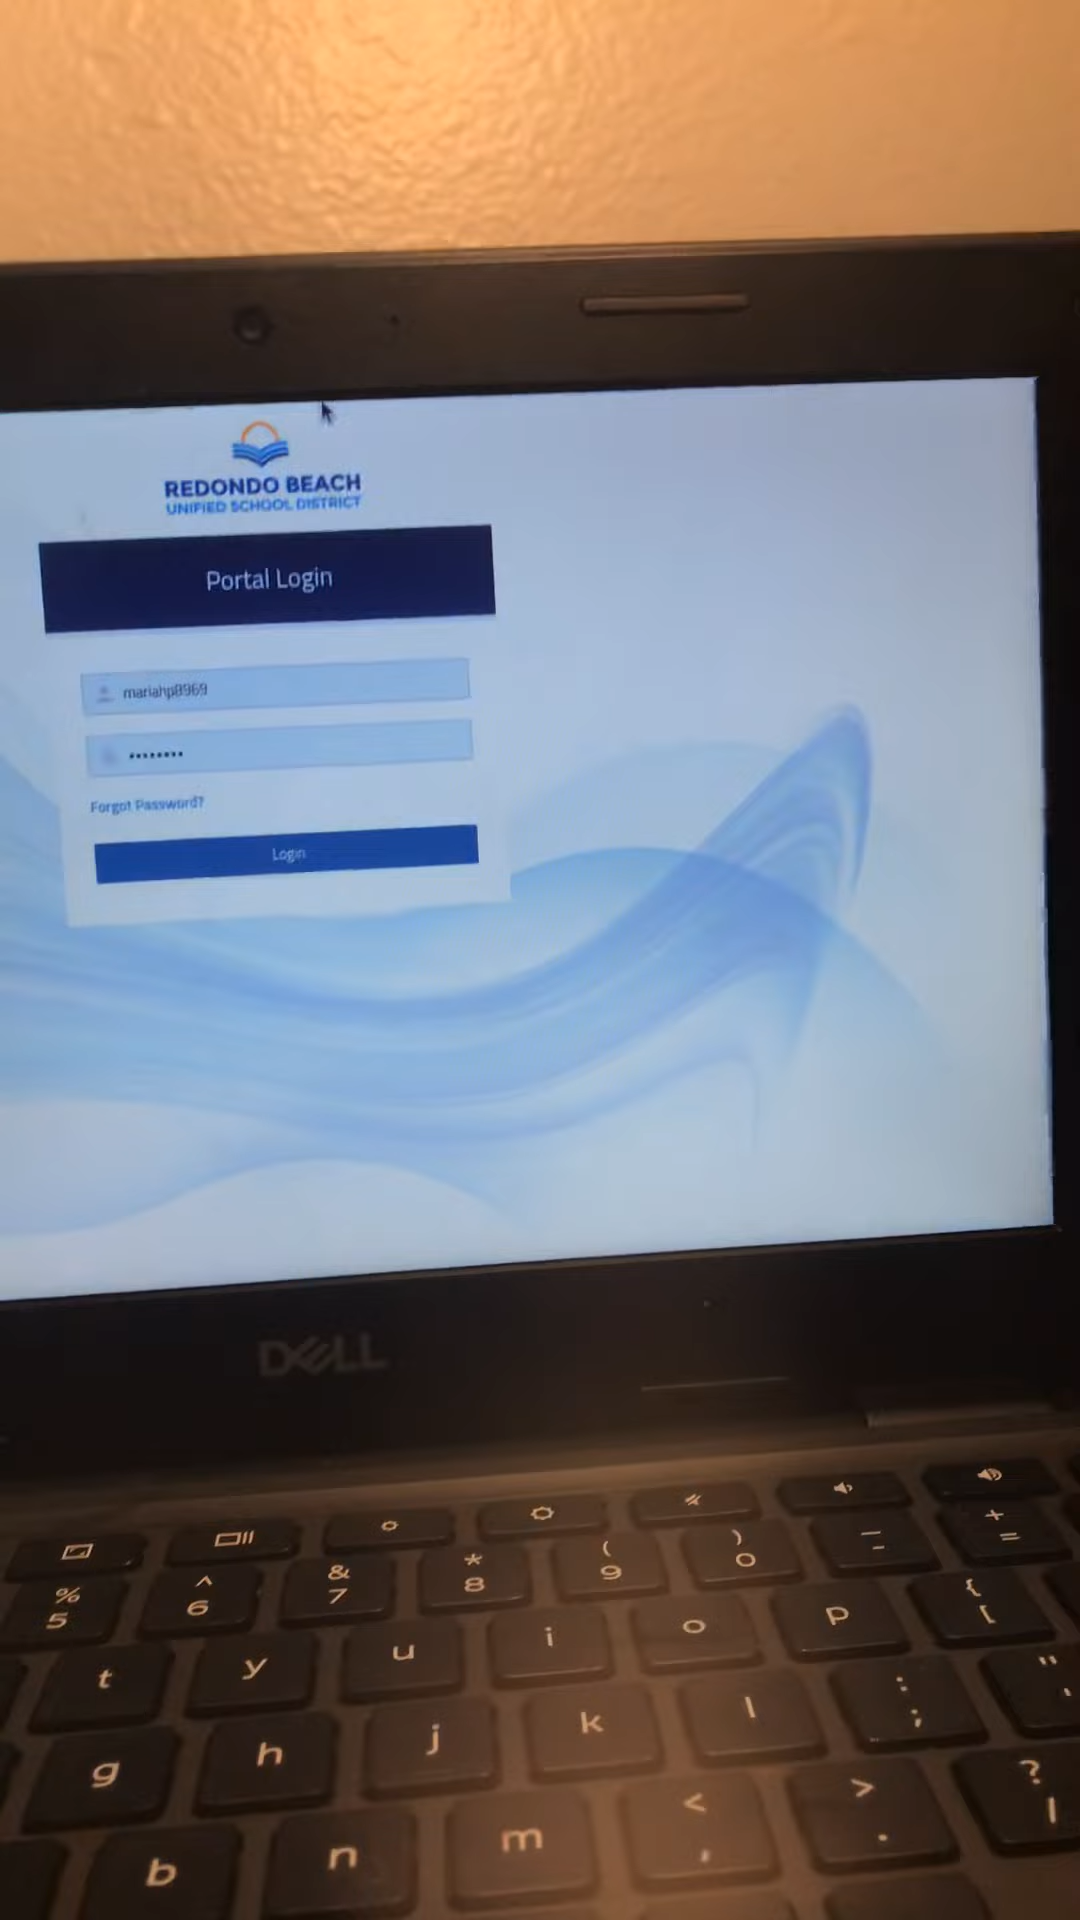 REDONDO BEACH
UNIFIED SCHOOL DISTRICT
Portal Login
mariahp8969
••••••••
Forgot Password?
Login
DELL
% ^ & * ( ) — +
5 6 7 8 9 0 - =
t y u i o p { [
g h j k l : ; " '
b n m < , > . ? /